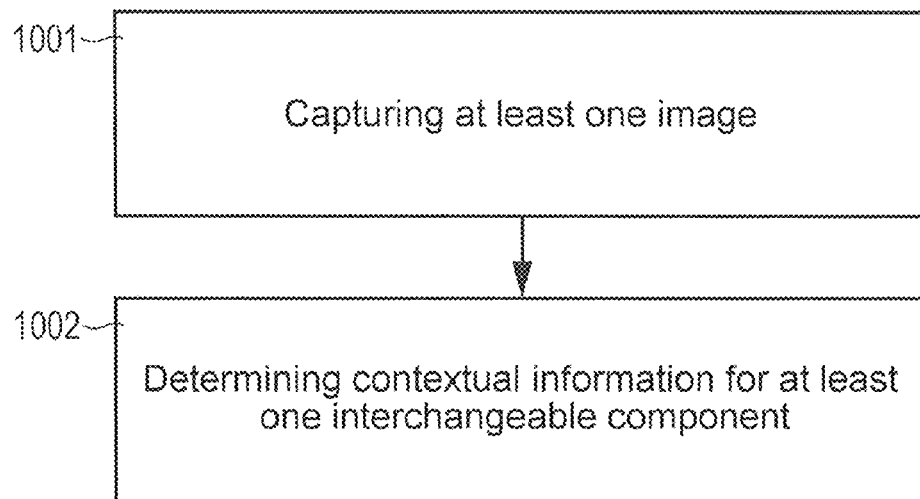 1001
Capturing at least one image
1002
Determining contextual information for at least
one interchangeable component